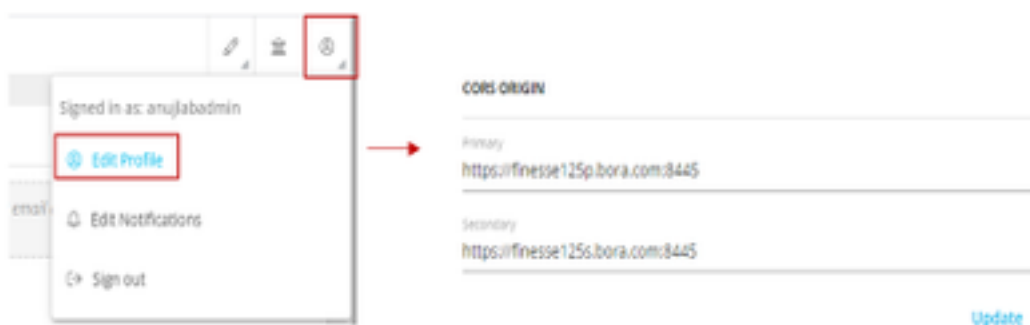 Signed in as: anujlabadmin
Edit Profile
email
Edit Notifications
Sign out
CORS ORIGIN
Primary
https://finesse125p.bora.com:8445
Secondary
https://finesse125s.bora.com:8445
Update